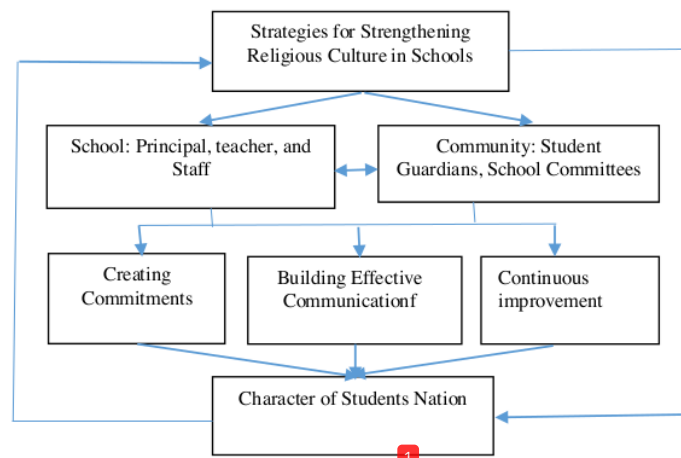 Strategies for Strengthening
Religious Culture in Schools
School: Principal, teacher, and
Staff
Community: Student
Guardians, School Committees
Creating
Commitments
Building Effective
Communicationf
Continuous
improvement
Character of Students Nation
1